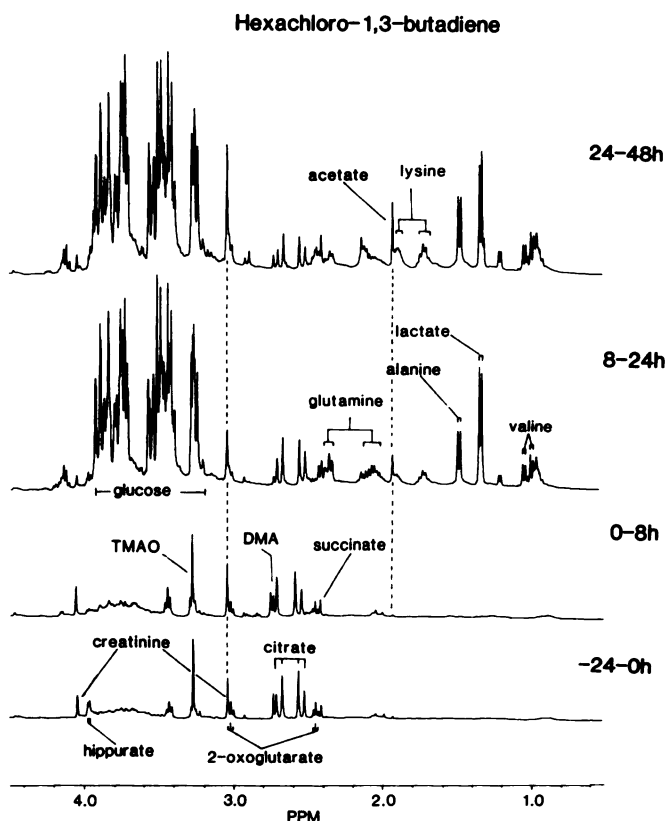 Hexachloro-1,3-butadiene
24-48h
acetate
lysine
8-24h
lactate
alanine
glutamine
valine
glucose
0-8h
TMAO
DMA
succinate
-24-0h
creatinine
citrate
hippurate
2-oxoglutarate
4.0 3.0 2.0 1.0
PPM